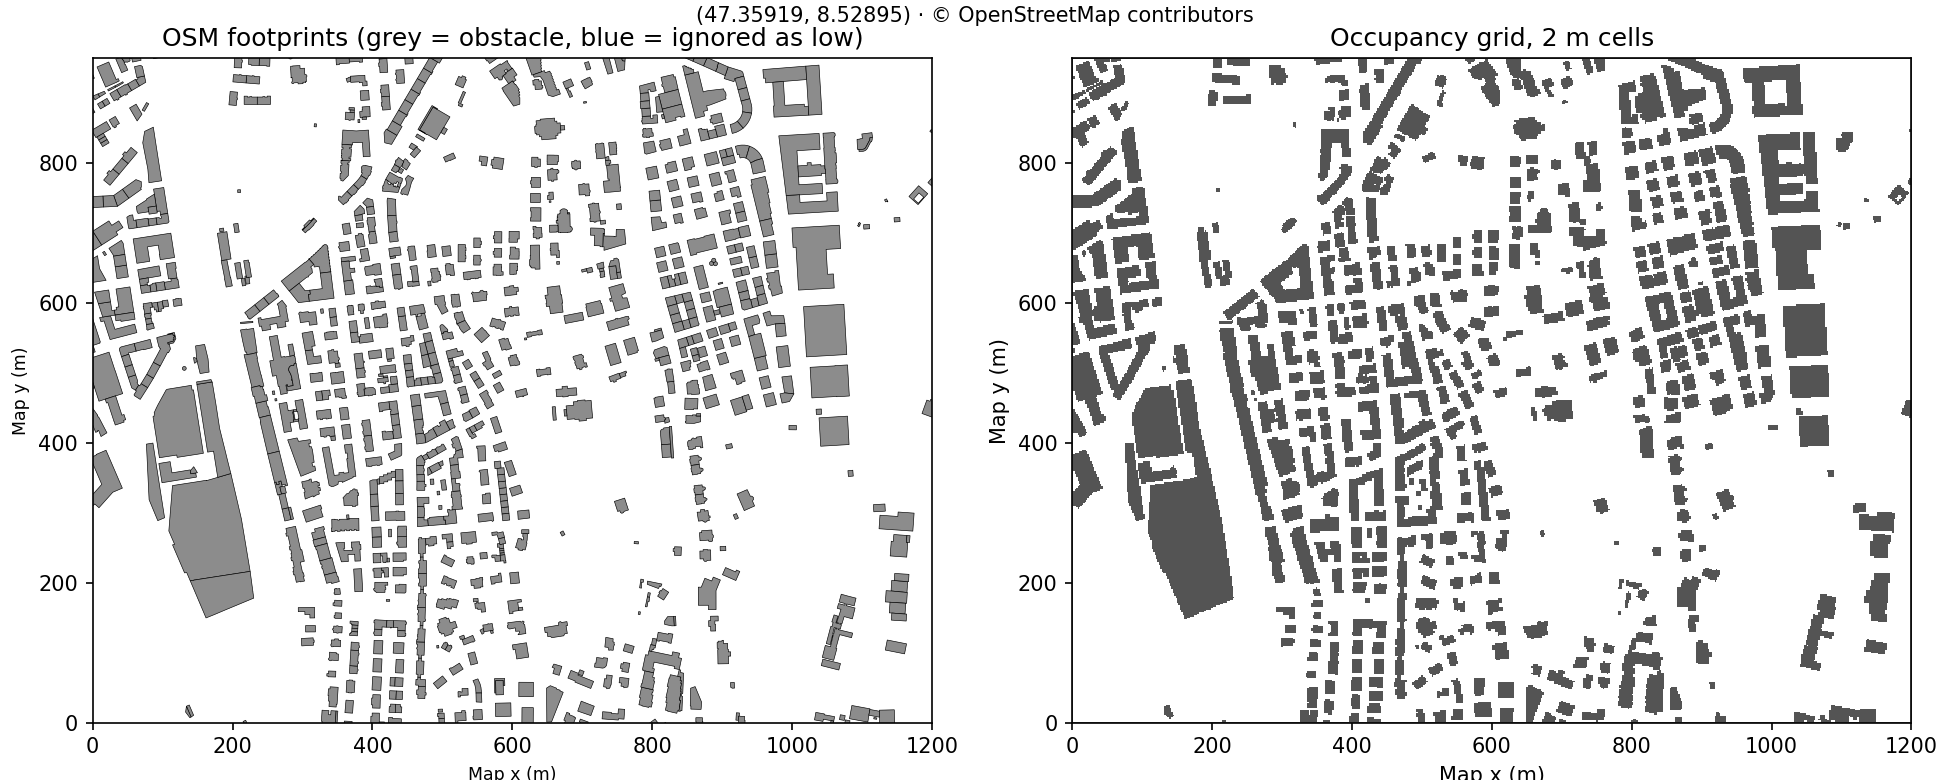 (47.35919, 8.52895) · © OpenStreetMap contributors
OSM footprints (grey = obstacle, blue = ignored as low)
Map y (m)
800
600
400
200
0
0 200 400 600 800 1000 1200
Map x (m)
Occupancy grid, 2 m cells
Map y (m)
800
600
400
200
0
0 200 400 600 800 1000 1200
Map x (m)